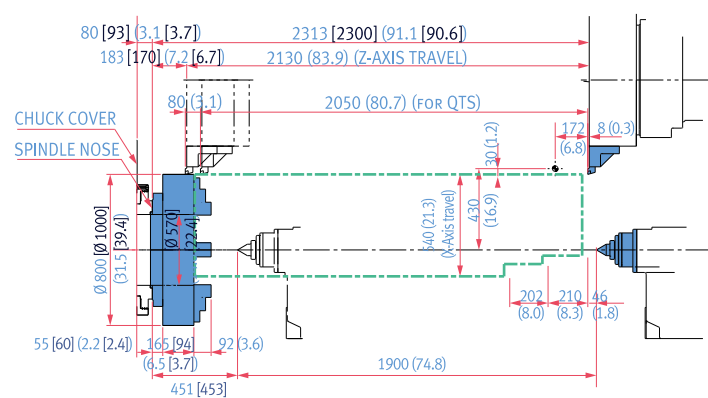 80 [93] (3.1 [3.7]) 2313 [2300] (91.1 [90.6])
183 [170] (7.2 [6.7]) 2130 (83.9) (Z-AXIS TRAVEL)
80 (3.1) 2050 (80.7) (FOR QTS)
CHUCK COVER
SPINDLE NOSE
172
(6.8)
8 (0.3)
30 (1.2)
430
(16.9)
540 (21.3)
(X-Axis travel)
Ø 570]
22.4]
Ø 800 [Ø 1000]
(31.5 [39.4])
202
(8.0)
210
(8.3)
46
(1.8)
55 [60] (2.2 [2.4]) 165 [94] 92 (3.6)
(6.5 [3.7])
1900 (74.8)
451 [453]